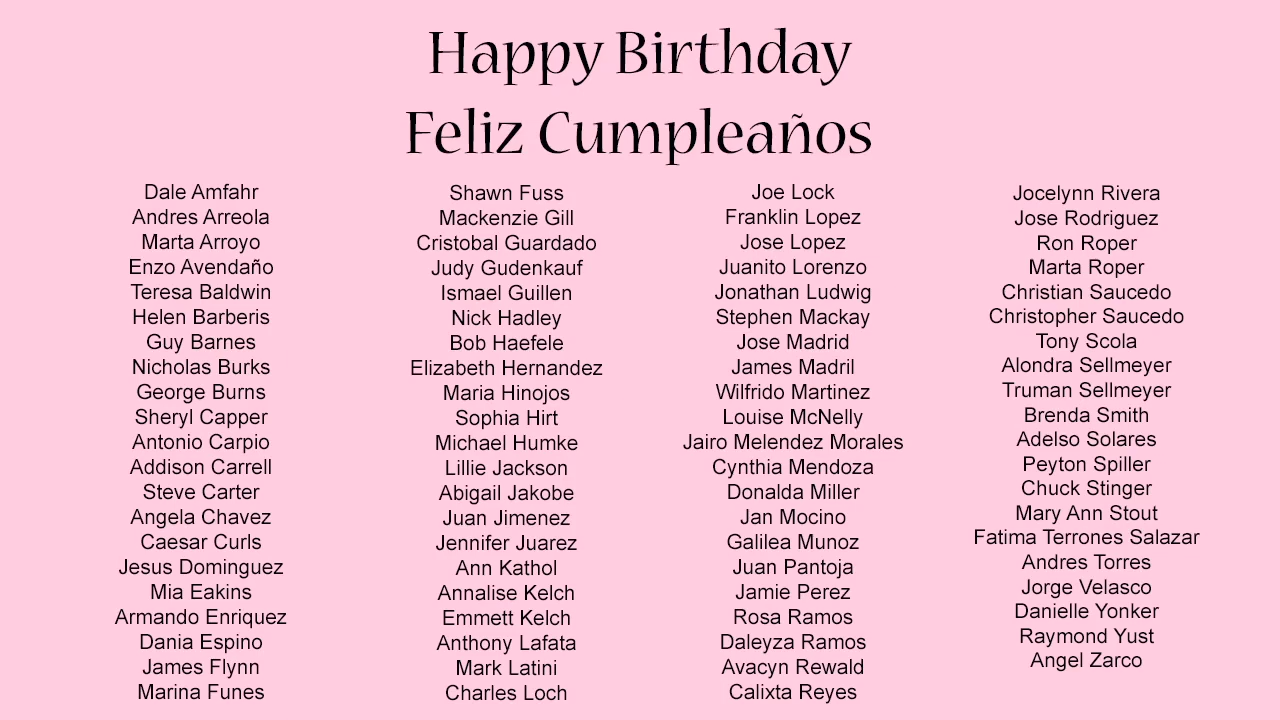 Happy Birthday
Feliz Cumpleaños
Dale Amfahr
Andres Arreola
Marta Arroyo
Enzo Avendaño
Teresa Baldwin
Helen Barberis
Guy Barnes
Nicholas Burks
George Burns
Sheryl Capper
Antonio Carpio
Addison Carrell
Steve Carter
Angela Chavez
Caesar Curls
Jesus Dominguez
Mia Eakins
Armando Enriquez
Dania Espino
James Flynn
Marina Funes
Shawn Fuss
Mackenzie Gill
Cristobal Guardado
Judy Gudenkauf
Ismael Guillen
Nick Hadley
Bob Haefele
Elizabeth Hernandez
Maria Hinojos
Sophia Hirt
Michael Humke
Lillie Jackson
Abigail Jakobe
Juan Jimenez
Jennifer Juarez
Ann Kathol
Annalise Kelch
Emmett Kelch
Anthony Lafata
Mark Latini
Charles Loch
Joe Lock
Franklin Lopez
Jose Lopez
Juanito Lorenzo
Jonathan Ludwig
Stephen Mackay
Jose Madrid
James Madril
Wilfrido Martinez
Louise McNelly
Jairo Melendez Morales
Cynthia Mendoza
Donalda Miller
Jan Mocino
Galilea Munoz
Juan Pantoja
Jamie Perez
Rosa Ramos
Daleyza Ramos
Avacyn Rewald
Calixta Reyes
Jocelynn Rivera
Jose Rodriguez
Ron Roper
Marta Roper
Christian Saucedo
Christopher Saucedo
Tony Scola
Alondra Sellmeyer
Truman Sellmeyer
Brenda Smith
Adelso Solares
Peyton Spiller
Chuck Stinger
Mary Ann Stout
Fatima Terrones Salazar
Andres Torres
Jorge Velasco
Danielle Yonker
Raymond Yust
Angel Zarco